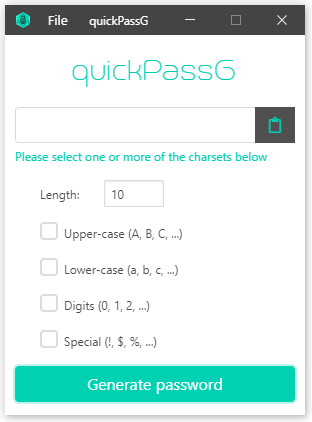 File quickPassG
quickPassG
Please select one or more of the charsets below
Length: 10
Upper-case (A, B, C, ...)
Lower-case (a, b, c, ...)
Digits (0, 1, 2, ...)
Special (!, $, %, ...)
Generate password